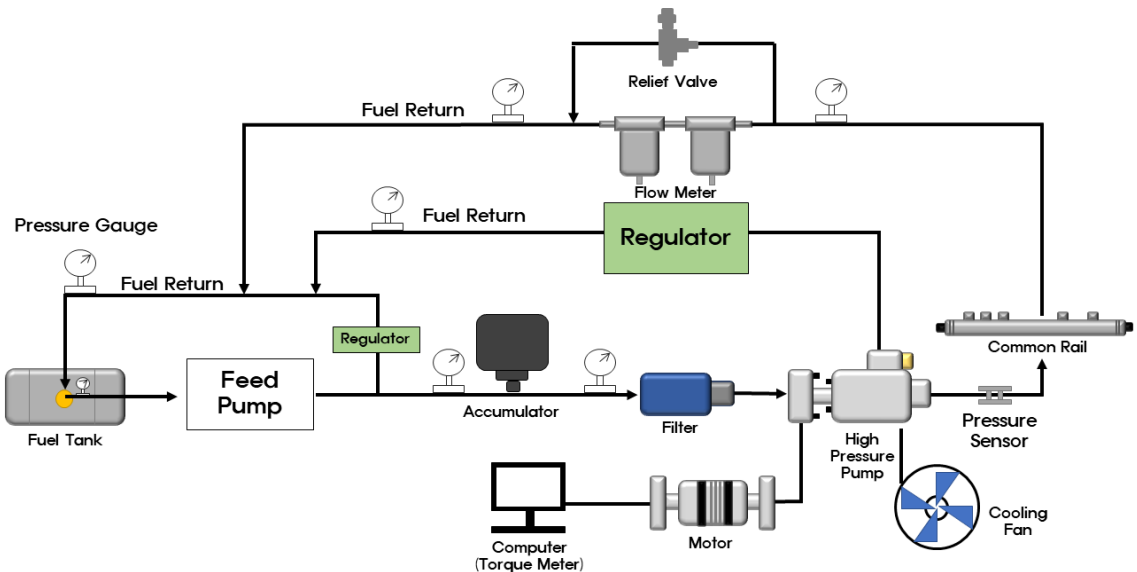 Relief Valve
Fuel Return
Flow Meter
Fuel Return
Regulator
Pressure Gauge
Fuel Return
Regulator
Common Rail
Feed
Pump
Accumulator
Fuel Tank
Filter
High
Pressure
Pump
Pressure
Sensor
Computer
(Torque Meter)
Motor
Cooling
Fan